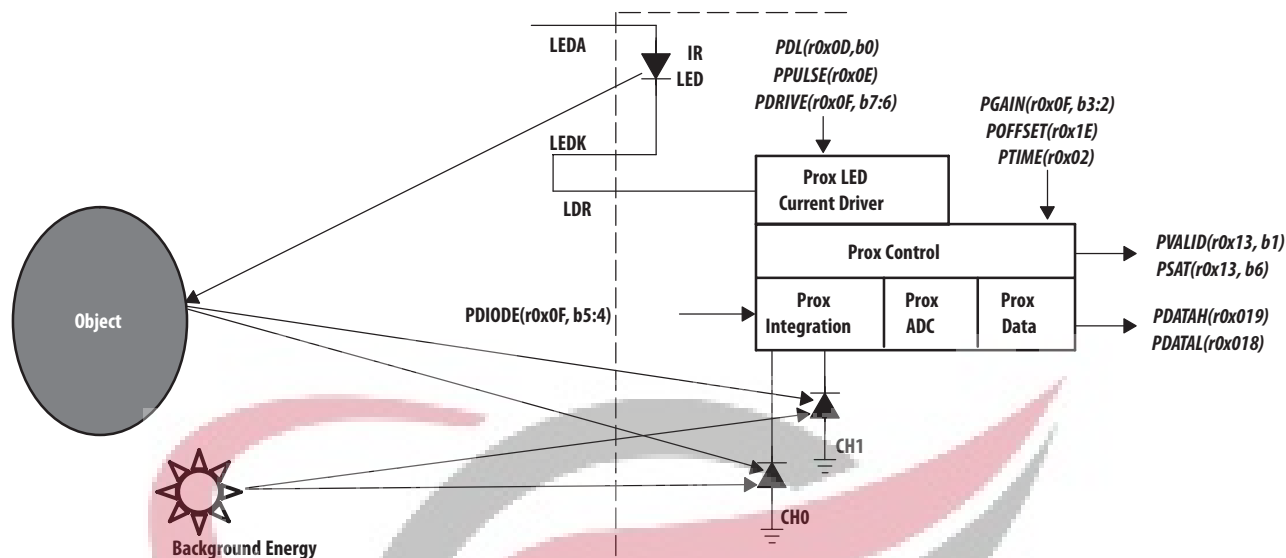 LEDA
IR
LED
PDL(r0x0D,b0)
PPULSE(r0x0E)
PDRIVE(r0x0F, b7:6)
PGAIN(r0x0F, b3:2)
POFFSET(r0x1E)
PTIME(r0x02)
LEDK
LDR
Prox LED
Current Driver
Prox Control
PVALID(r0x13, b1)
PSAT(r0x13, b6)
Object
PDIODE(r0x0F, b5:4)
Prox
Integration
Prox
ADC
Prox
Data
PDATAH(r0x019)
PDATAL(r0x018)
CH1
CH0
Background Energy